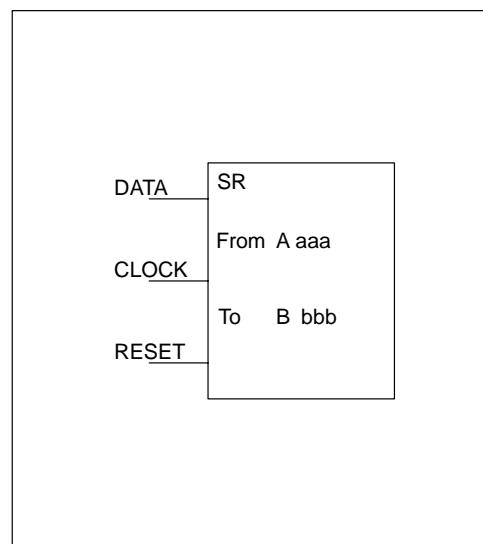 SR
DATA
From A aaa
CLOCK
To B bbb
RESET